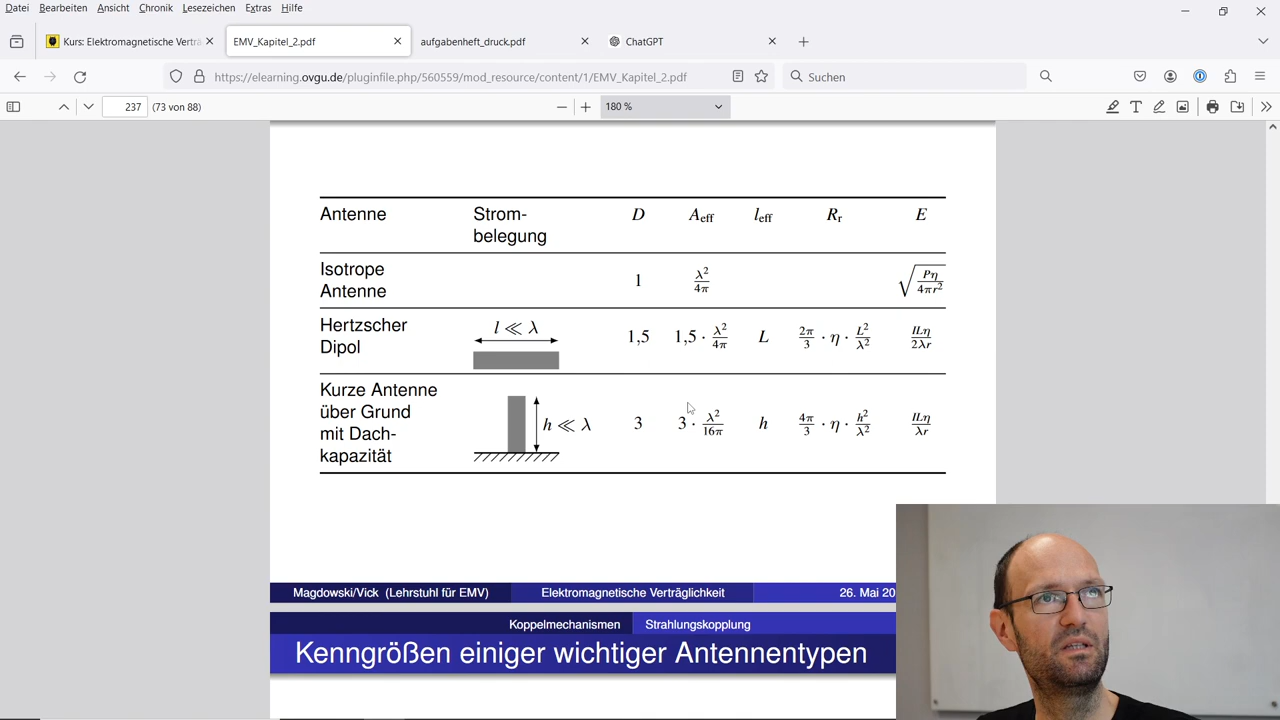 Datei Bearbeiten Ansicht Chronik Lesezeichen Extras Hilfe
Kurs: Elektromagnetische Verträ
EMV_Kapitel_2.pdf
aufgabenheft_druck.pdf
ChatGPT
https://elearning.ovgu.de/pluginfile.php/560559/mod_resource/content/1/EMV_Kapitel_2.pdf
Suchen
237 (73 von 88)
180 %
Antenne Strom-belegung D A_eff l_eff R_r E
Isotrope Antenne 1 λ²/4π √(Pη/4πr²)
Hertzscher Dipol l ≪ λ 1,5 1,5 · λ²/4π L 2π/3 · η · L²/λ² ILη/2λr
Kurze Antenne über Grund mit Dach-kapazität h ≪ λ 3 3 · λ²/16π h 4π/3 · η · h²/λ² ILη/λr
Magdowski/Vick (Lehrstuhl für EMV) Elektromagnetische Verträglichkeit 26. Mai 20
Koppelmechanismen Strahlungskopplung
Kenngrößen einiger wichtiger Antennentypen